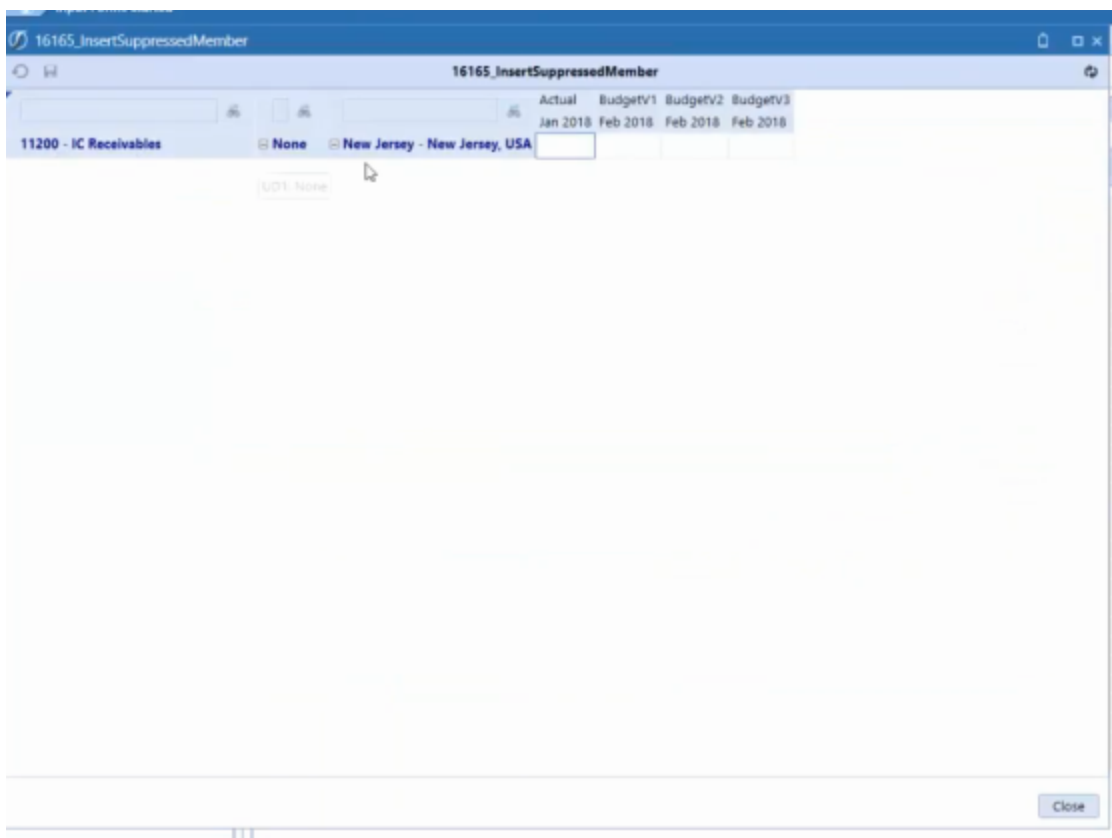 16165_InsertSuppressedMember
16165_InsertSuppressedMember
Actual BudgetV1 BudgetV2 BudgetV3
Jan 2018 Feb 2018 Feb 2018 Feb 2018
11200 - IC Receivables None New Jersey - New Jersey, USA
UD1: None
Close